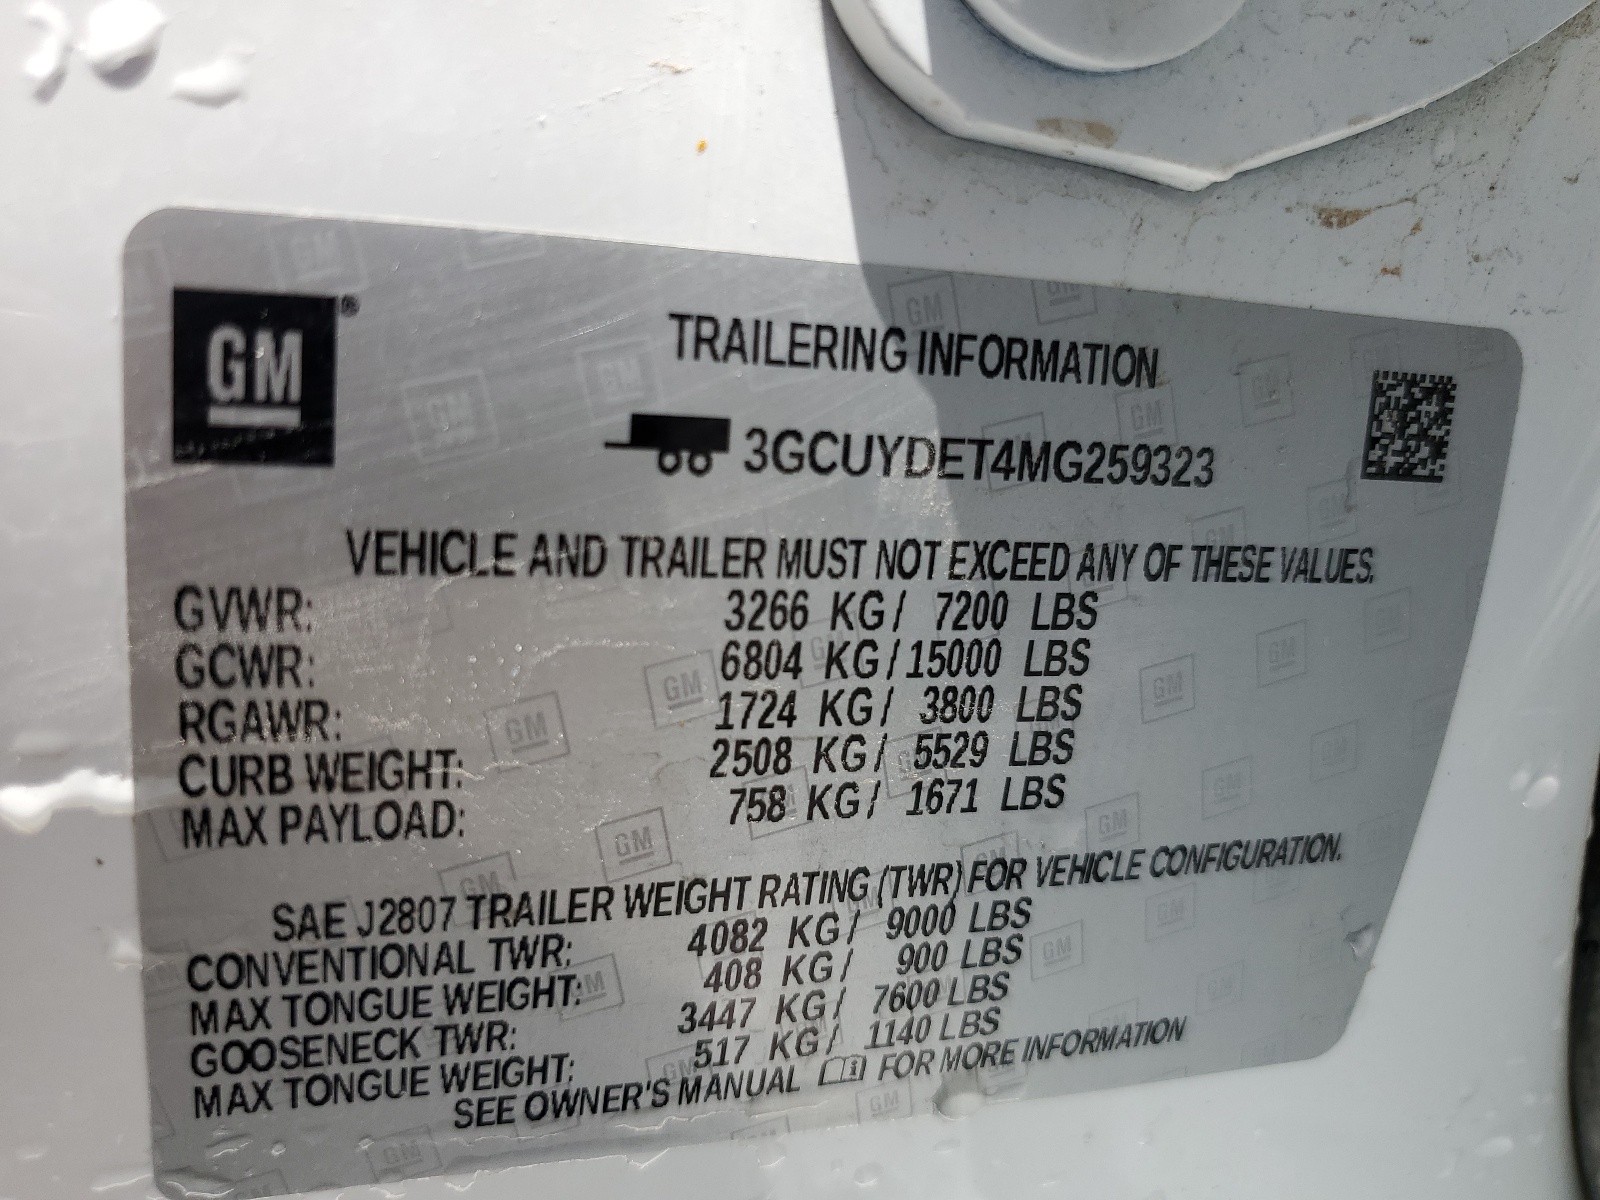 GM®
TRAILERING INFORMATION
3GCUYDET4MG259323
VEHICLE AND TRAILER MUST NOT EXCEED ANY OF THESE VALUES.
GVWR: 3266 KG/ 7200 LBS
GCWR: 6804 KG/15000 LBS
RGAWR: 1724 KG/ 3800 LBS
CURB WEIGHT: 2508 KG/ 5529 LBS
MAX PAYLOAD: 758 KG/ 1671 LBS
SAE J2807 TRAILER WEIGHT RATING (TWR) FOR VEHICLE CONFIGURATION.
CONVENTIONAL TWR: 4082 KG/ 9000 LBS
MAX TONGUE WEIGHT: 408 KG/ 900 LBS
GOOSENECK TWR: 3447 KG/ 7600 LBS
MAX TONGUE WEIGHT: 517 KG/ 1140 LBS
SEE OWNER'S MANUAL FOR MORE INFORMATION